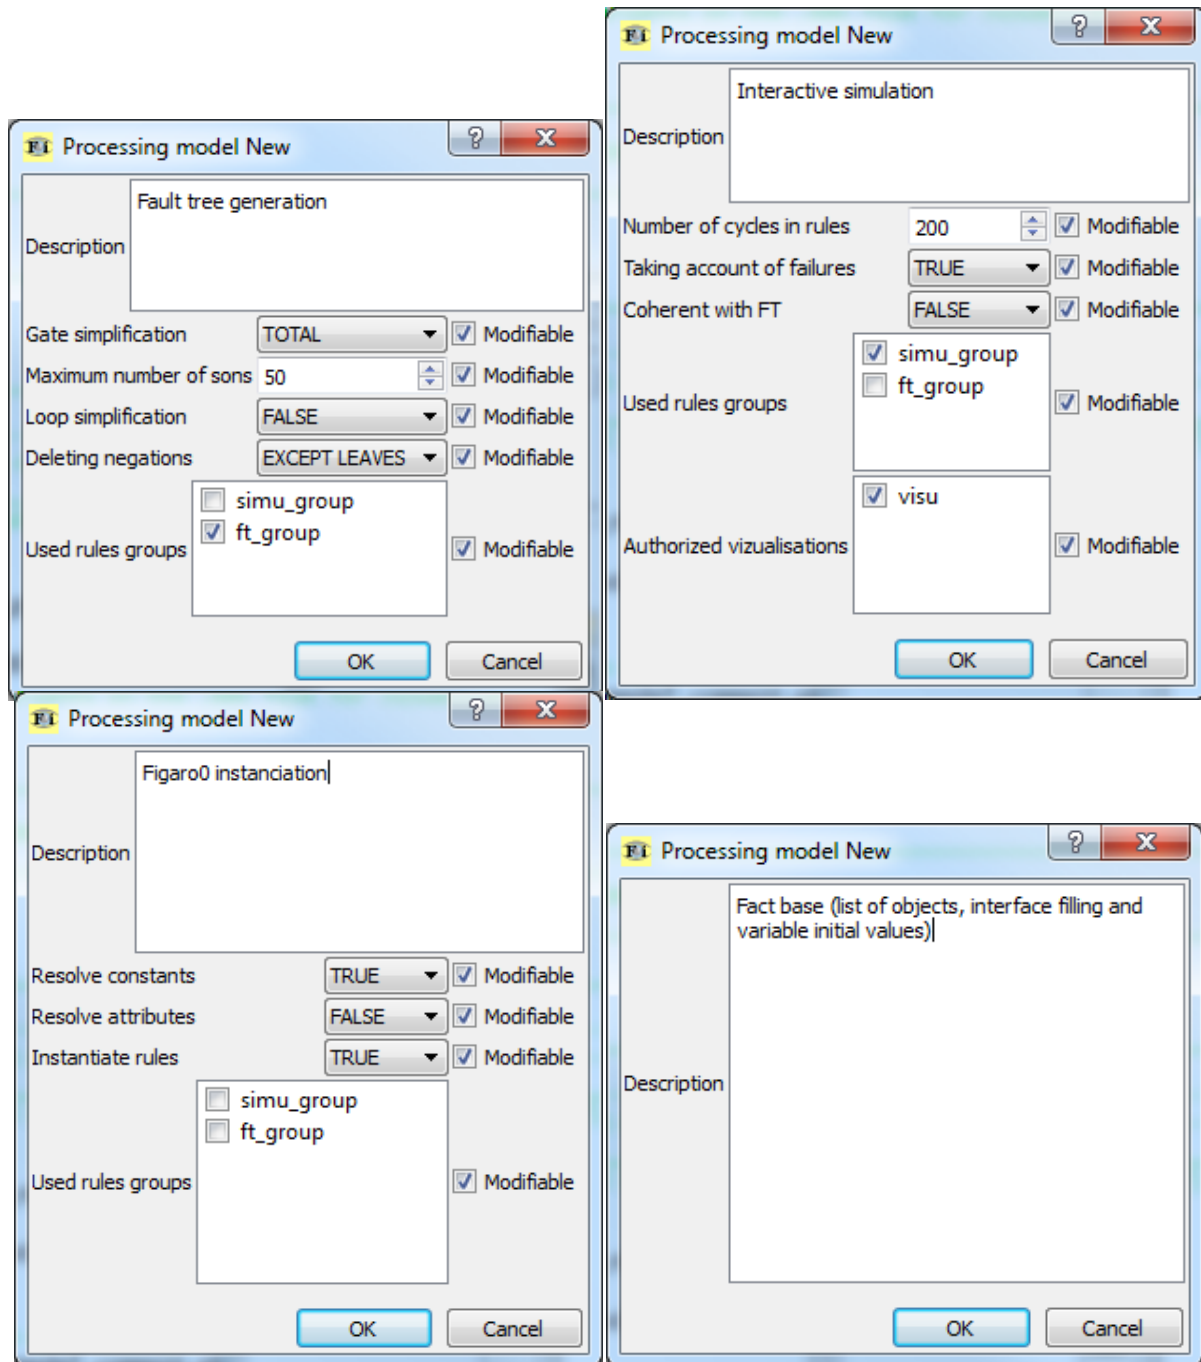 Fi Processing model New ? X
Description
Fault tree generation
Gate simplification TOTAL Modifiable
Maximum number of sons 50 Modifiable
Loop simplification FALSE Modifiable
Deleting negations EXCEPT LEAVES Modifiable
Used rules groups
simu_group
ft_group
Modifiable
OK Cancel
Fi Processing model New ? X
Description
Interactive simulation
Number of cycles in rules 200 Modifiable
Taking account of failures TRUE Modifiable
Coherent with FT FALSE Modifiable
Used rules groups
simu_group
ft_group
Modifiable
Authorized vizualisations
visu
Modifiable
OK Cancel
Fi Processing model New ? X
Description
Figaro0 instanciation
Resolve constants TRUE Modifiable
Resolve attributes FALSE Modifiable
Instantiate rules TRUE Modifiable
Used rules groups
simu_group
ft_group
Modifiable
OK Cancel
Fi Processing model New ? X
Description
Fact base (list of objects, interface filling and
variable initial values)
OK Cancel